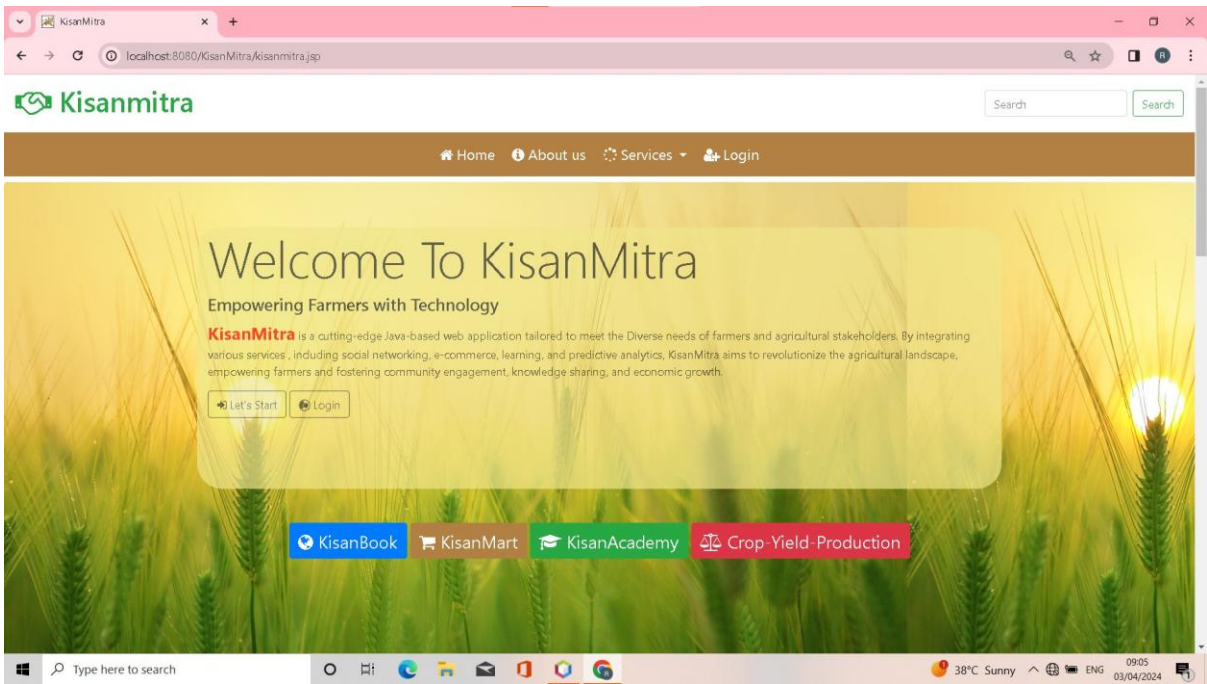 KisanMitra
localhost:8080/KisanMitra/kisanmitra.jsp
R
Kisanmitra
Search
Search
Home
About us
Services
Login
Welcome To KisanMitra
Empowering Farmers with Technology
KisanMitra is a cutting-edge Java-based web application tailored to meet the Diverse needs of farmers and agricultural stakeholders. By integrating
various services , including social networking, e-commerce, learning, and predictive analytics, KisanMitra aims to revolutionize the agricultural landscape,
empowering farmers and fostering community engagement, knowledge sharing, and economic growth.
Let's Start
Login
KisanBook
KisanMart
KisanAcademy
Crop-Yield-Production
Type here to search
38°C Sunny
ENG
09:05
03/04/2024